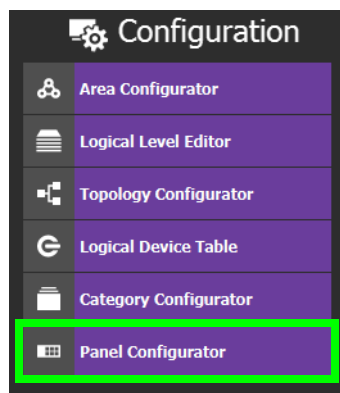 Configuration
Area Configurator
Logical Level Editor
Topology Configurator
Logical Device Table
Category Configurator
Panel Configurator